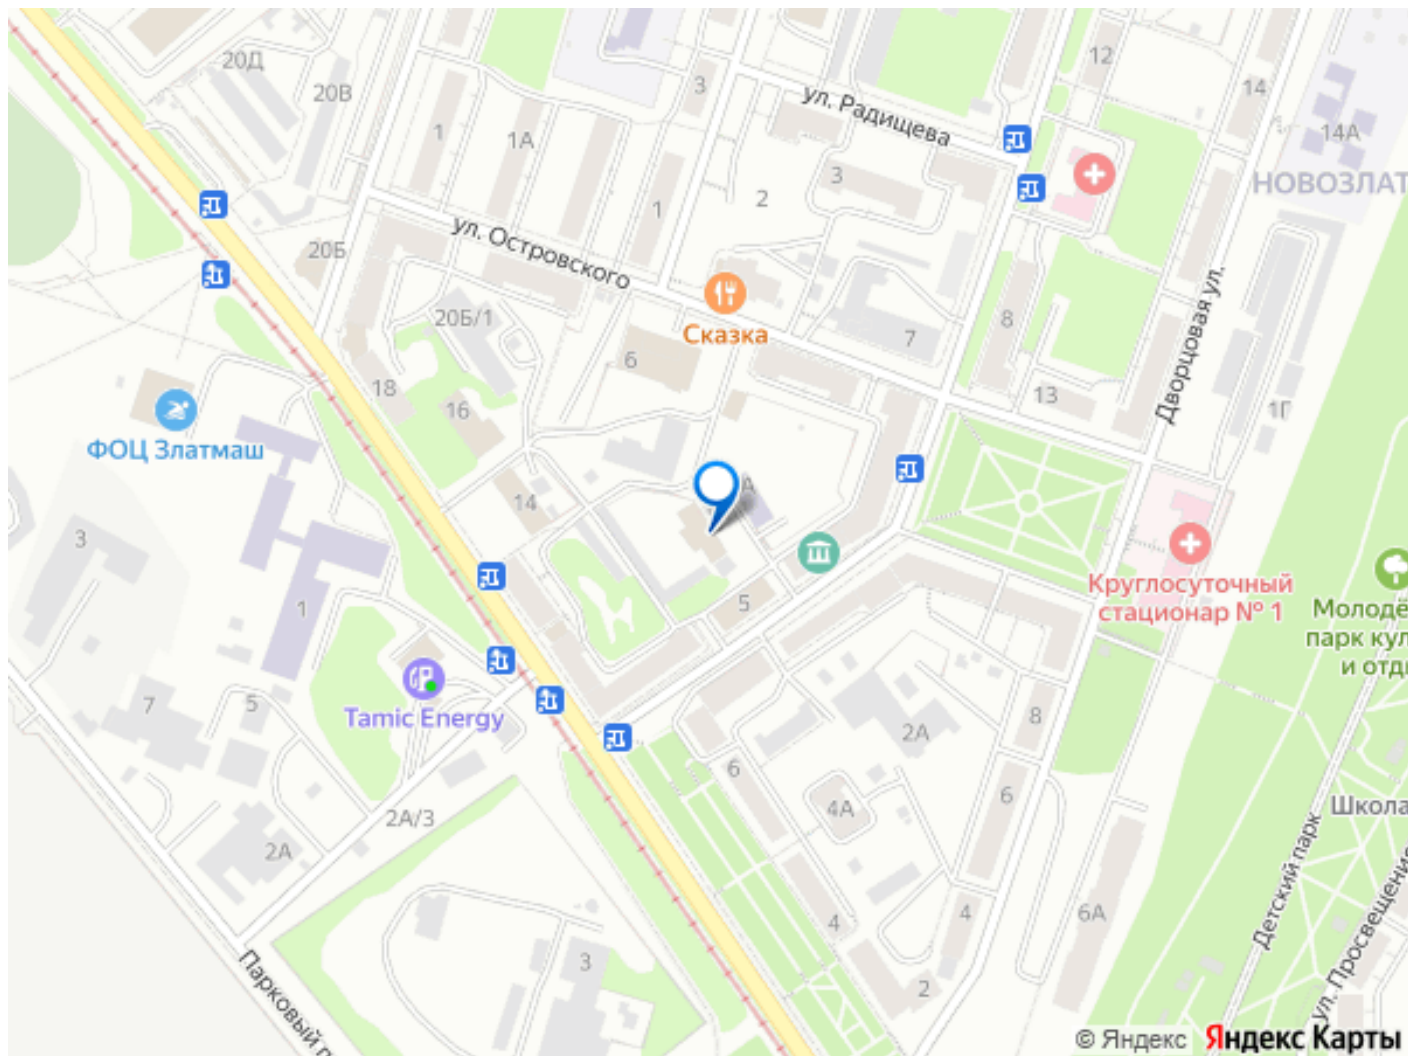 20Д
20В
1
1А
3
ул. Радищева
12
14
14А
НОВОЗЛАТ
3
2
1
ул. Островского
20Б
20Б/1
Сказка
7
8
Дворцовая ул.
6
18
16
13
1Г
ФОЦ Златмаш
14
А
3
1
5
Круглосуточный
стационар № 1
Молодё
парк кул
и отд
7
5
Tamic Energy
8
2А
6
6
4А
Школа
2А/3
2А
Детский парк
ул. Просвещения
4
4
6А
3
2
Парковый п
© Яндекс Яндекс Карты